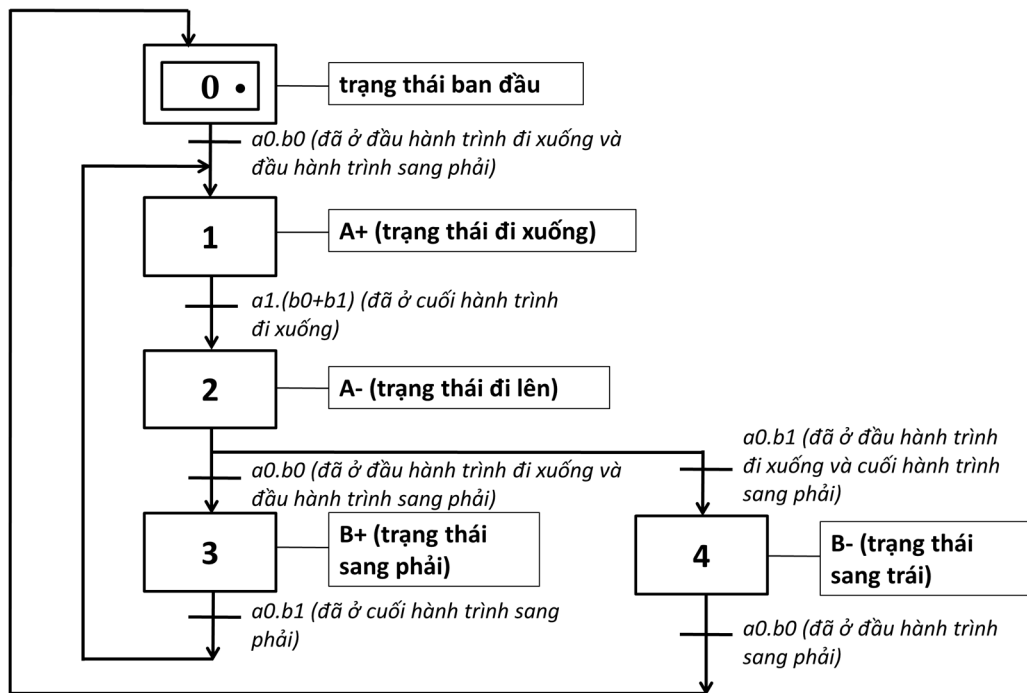 0 •
trạng thái ban đầu
a0.b0 (đã ở đầu hành trình đi xuống và
đầu hành trình sang phải)
1
A+ (trạng thái đi xuống)
a1.(b0+b1) (đã ở cuối hành trình
đi xuống)
2
A- (trạng thái đi lên)
a0.b0 (đã ở đầu hành trình đi xuống và
đầu hành trình sang phải)
a0.b1 (đã ở đầu hành trình
đi xuống và cuối hành trình
sang phải)
3
B+ (trạng thái
sang phải)
4
B- (trạng thái
sang trái)
a0.b1 (đã ở cuối hành trình sang
phải)
a0.b0 (đã ở đầu hành trình
sang phải)